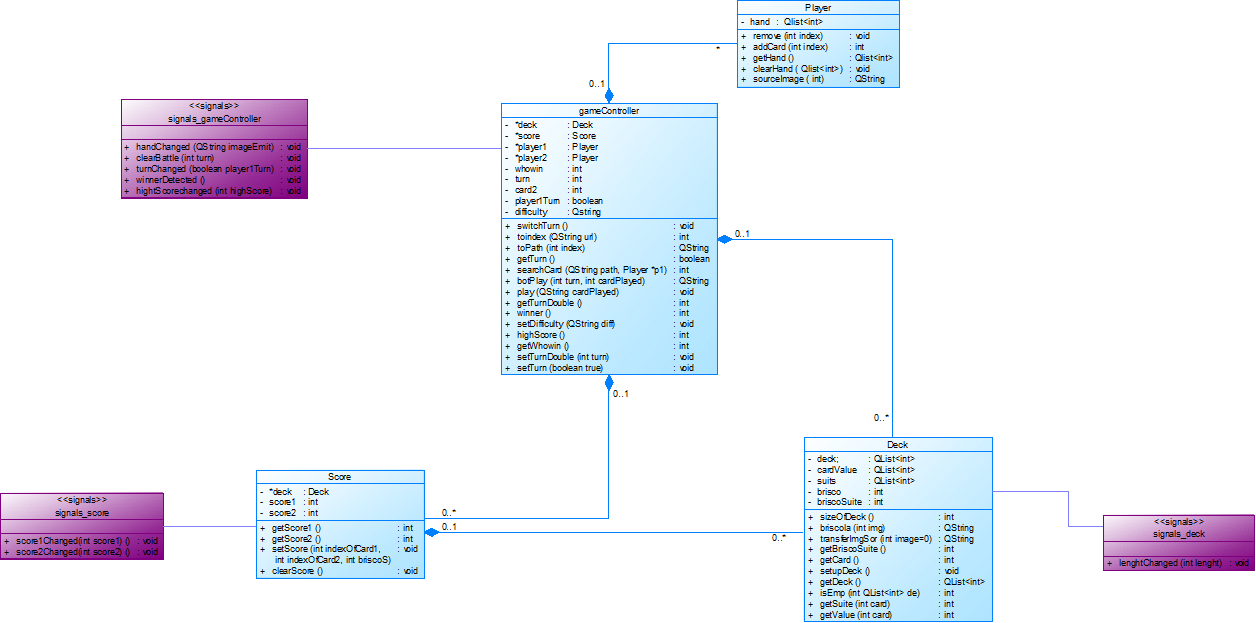 Player
- hand : Qlist<int>
+ remove (int index) : void
+ addCard (int index) : int
+ getHand () : Qlist<int>
+ clearHand ( Qlist<int>) : void
+ sourceImage ( int) : QString
*
0..1
<<signals>>
signals_gameController
+ handChanged (QString imageEmit) : void
+ clearBattle (int turn) : void
+ turnChanged (boolean player1Turn) : void
+ winnerDetected () : void
+ hightScorechanged (int highScore) : void
gameController
- *deck : Deck
- *score : Score
- *player1 : Player
- *player2 : Player
- whowin : int
- turn : int
- card2 : int
- player1Turn : boolean
- difficulty : Qstring
+ switchTurn () : void
+ toindex (QString url) : int
+ toPath (int index) : QString
+ getTurn () : boolean
+ searchCard (QString path, Player *p1) : int
+ botPlay (int turn, int cardPlayed) : QString
+ play (QString cardPlayed) : void
+ getTurnDouble () : int
+ winner () : int
+ setDifficulty (QString diff) : void
+ highScore () : int
+ getWhowin () : int
+ setTurnDouble (int turn) : void
+ setTurn (boolean true) : void
0..1
0..1
0..*
Score
- *deck : Deck
- score1 : int
- score2 : int
+ getScore1 () : int
+ getScore2 () : int
+ setScore (int indexOfCard1, : void
int indexOfCard2, int briscoS)
+ clearScore () : void
0..*
0..1
0..*
<<signals>>
signals_score
+ score1Changed(int score1) () : void
+ score2Changed(int score2) () : void
Deck
- deck; : QList<int>
- cardValue : QList<int>
- suits : QList<int>
- brisco : int
- briscoSuite : int
+ sizeOfDeck () : int
+ briscola (int img) : QString
+ transferImgSor (int image=0) : QString
+ getBriscoSuite () : int
+ getCard () : int
+ setupDeck () : void
+ getDeck () : QList<int>
+ isEmp (int QList<int> de) : int
+ getSuite (int card) : int
+ getValue (int card) : int
<<signals>>
signals_deck
+ lenghtChanged (int lenght) : void